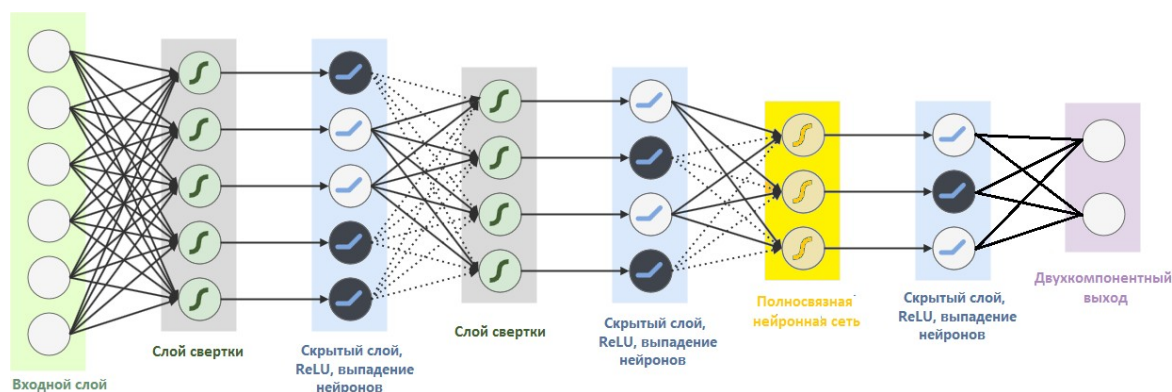 Входной слой
Слой свертки
Скрытый слой,
ReLU, выпадение
нейронов
Слой свертки
Скрытый слой,
ReLU, выпадение
нейронов
Полносвязная
нейронная сеть
Скрытый слой,
ReLU, выпадение
нейронов
Двухкомпонентный
выход